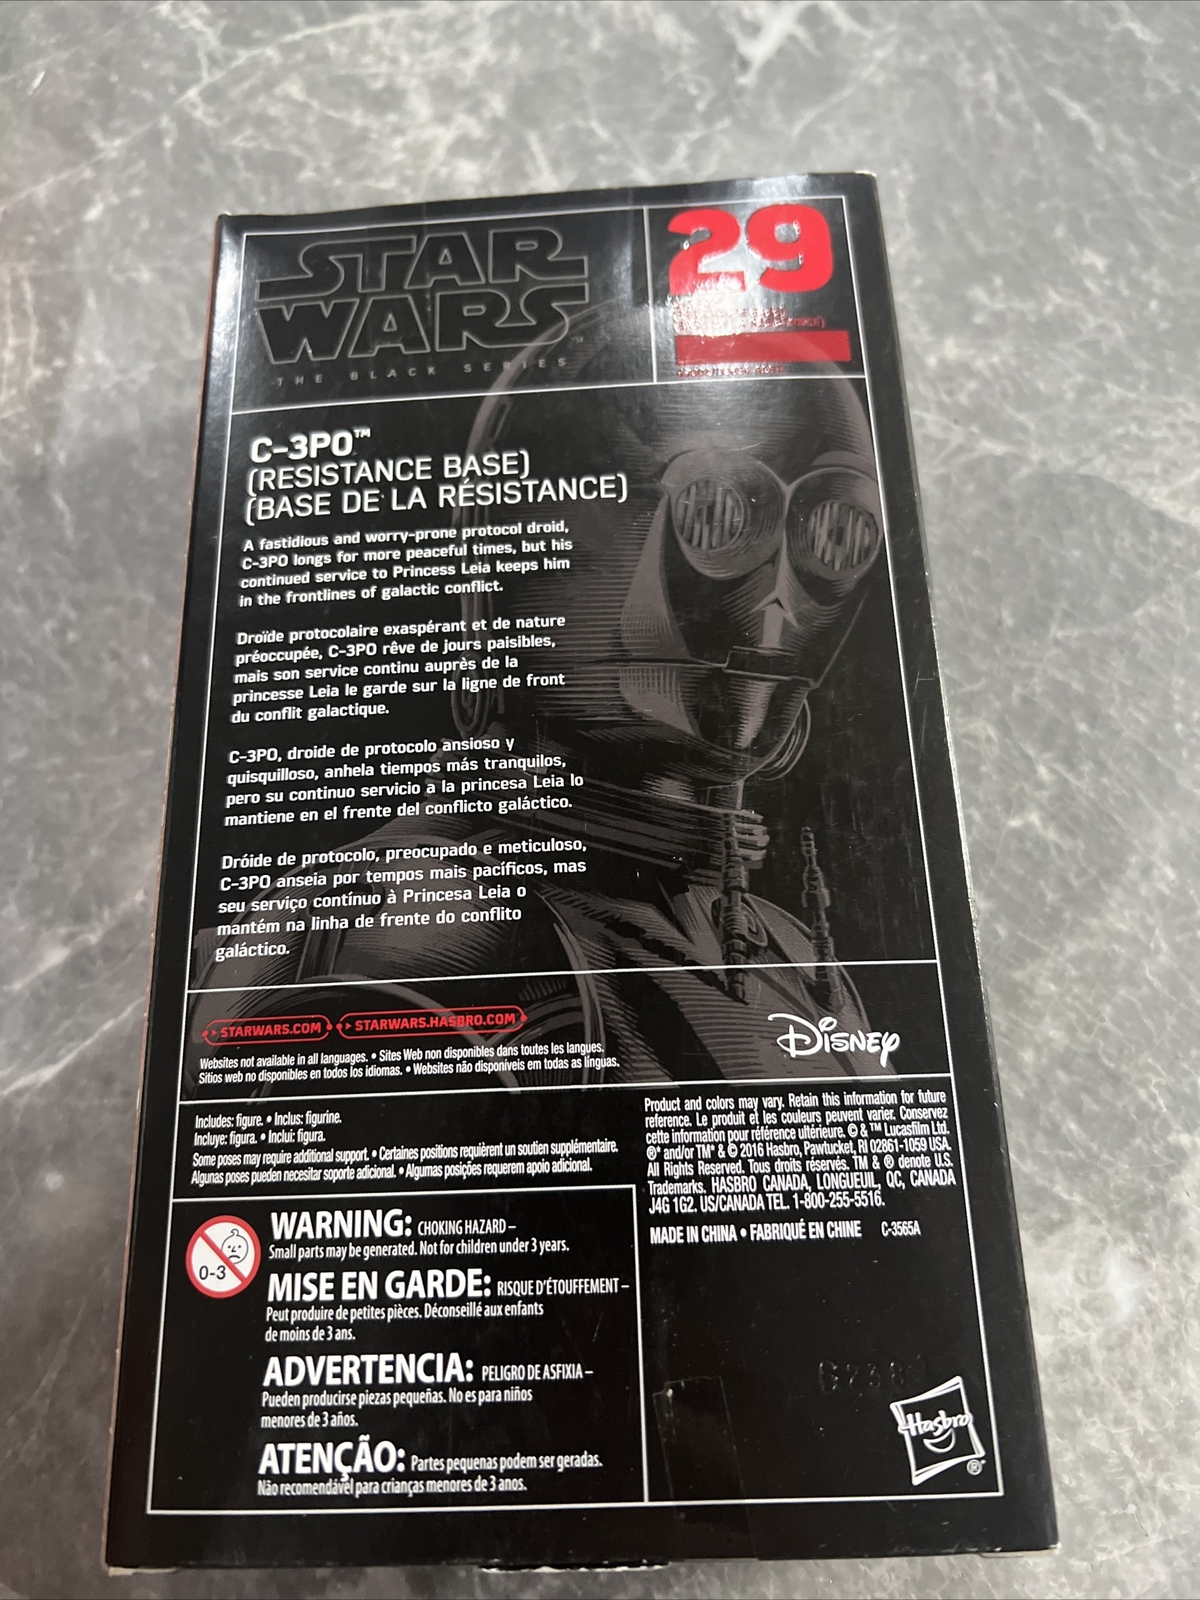 STAR
WARS
THE BLACK SERIES
29
C-3PO™
(RESISTANCE BASE)
(BASE DE LA RÉSISTANCE)
A fastidious and worry-prone protocol droid,
C-3PO longs for more peaceful times, but his
continued service to Princess Leia keeps him
in the frontlines of galactic conflict.
Droïde protocolaire exaspérant et de nature
préoccupée, C-3PO rêve de jours paisibles,
mais son service continu auprès de la
princesse Leia le garde sur la ligne de front
du conflit galactique.
C-3PO, droide de protocolo ansioso y
quisquilloso, anhela tiempos más tranquilos,
pero su continuo servicio a la princesa Leia lo
mantiene en el frente del conflicto galáctico.
Dróide de protocolo, preocupado e meticuloso,
C-3PO anseia por tempos mais pacíficos, mas
seu serviço contínuo à Princesa Leia o
mantém na linha de frente do conflito
galáctico.
STARWARS.COM STARWARS.HASBRO.COM
Websites not available in all languages. • Sites Web non disponibles dans toutes les langues.
Sitios web no disponibles en todos los idiomas. • Websites não disponíveis em todas as línguas.
Disney
Includes: figure. • Inclus: figurine.
Incluye: figura. • Inclui: figura.
Some poses may require additional support. • Certaines positions requièrent un soutien supplémentaire.
Algunas poses pueden necesitar soporte adicional. • Algumas posições requerem apoio adicional.
Product and colors may vary. Retain this information for future
reference. Le produit et les couleurs peuvent varier. Conservez
cette information pour référence ultérieure. © & ™ Lucasfilm Ltd.
®* and/or TM* & © 2016 Hasbro, Pawtucket, RI 02861-1059 USA.
All Rights Reserved. Tous droits réservés. TM & ® denote U.S.
Trademarks. HASBRO CANADA, LONGUEUIL, QC, CANADA
J4G 1G2. US/CANADA TEL. 1-800-255-5516.
MADE IN CHINA • FABRIQUÉ EN CHINE C-3565A
0-3
WARNING: CHOKING HAZARD –
Small parts may be generated. Not for children under 3 years.
MISE EN GARDE: RISQUE D'ÉTOUFFEMENT –
Peut produire de petites pièces. Déconseillé aux enfants
de moins de 3 ans.
ADVERTENCIA: PELIGRO DE ASFIXIA –
Pueden producirse piezas pequeñas. No es para niños
menores de 3 años.
ATENÇÃO: Partes pequenas podem ser geradas.
Não recomendável para crianças menores de 3 anos.
Hasbro
®*